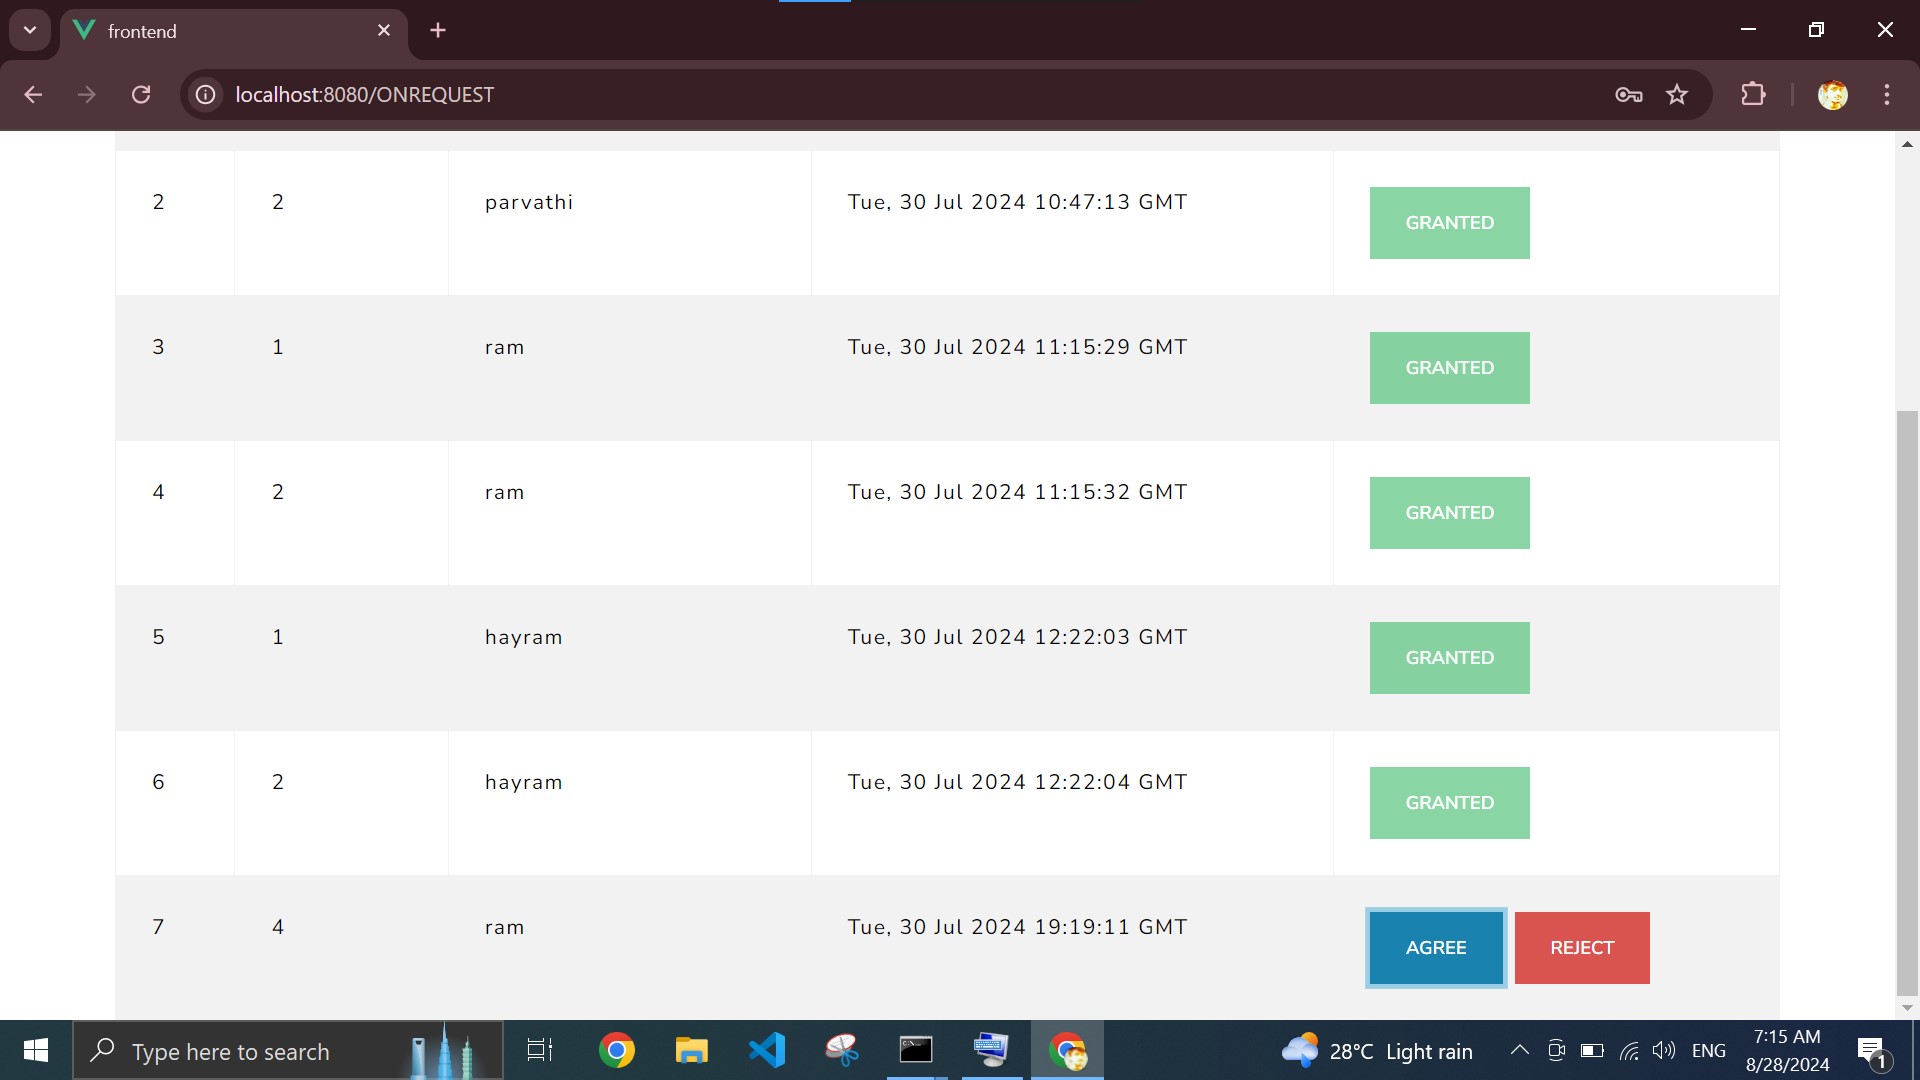 frontend
localhost:8080/ONREQUEST
2 2 parvathi Tue, 30 Jul 2024 10:47:13 GMT GRANTED
3 1 ram Tue, 30 Jul 2024 11:15:29 GMT GRANTED
4 2 ram Tue, 30 Jul 2024 11:15:32 GMT GRANTED
5 1 hayram Tue, 30 Jul 2024 12:22:03 GMT GRANTED
6 2 hayram Tue, 30 Jul 2024 12:22:04 GMT GRANTED
7 4 ram Tue, 30 Jul 2024 19:19:11 GMT AGREE REJECT
Type here to search 28°C Light rain ENG 7:15 AM
8/28/2024 1